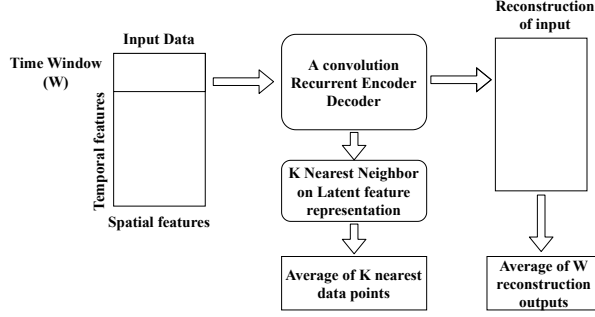 Reconstruction
of input
Input Data
Time Window
(W)
A convolution
Recurrent Encoder
Decoder
Temporal features
Spatial features
K Nearest Neighbor
on Latent feature
representation
Average of K nearest
data points
Average of W
reconstruction
outputs